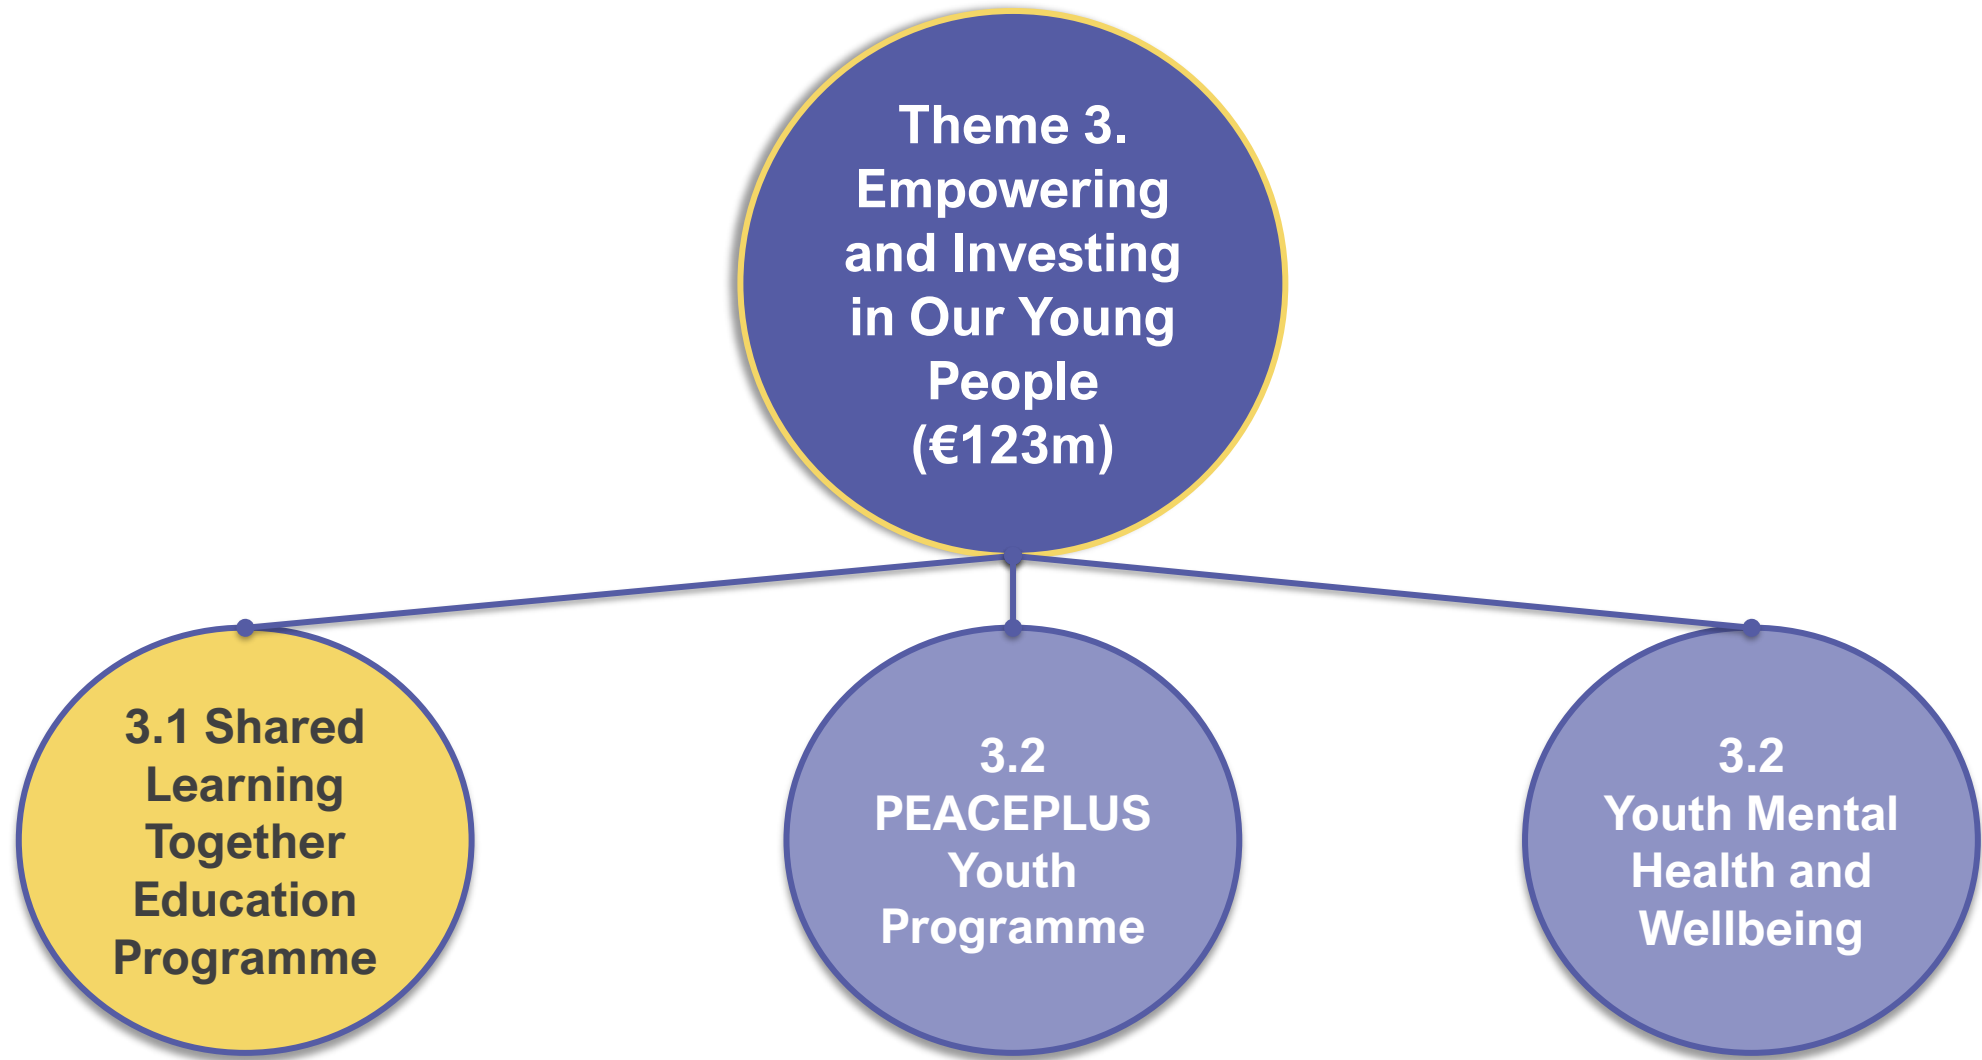 Theme 3.
Empowering
and Investing
in Our Young
People
(€123m)
3.1 Shared
Learning
Together
Education
Programme
3.2
PEACEPLUS
Youth
Programme
3.2
Youth Mental
Health and
Wellbeing